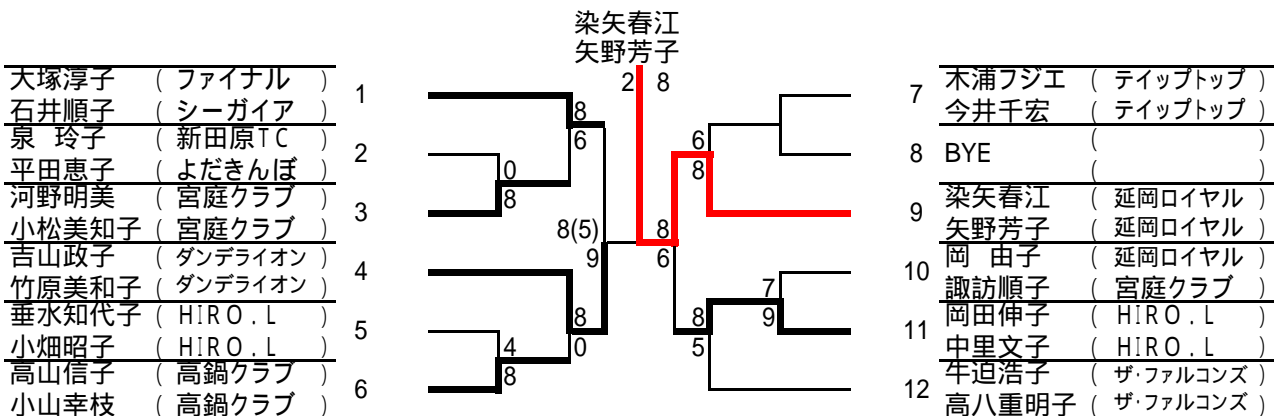 染矢春江
矢野芳子
2 8
大塚淳子 ( ファイナル )
石井順子 ( シーガイア )
1
泉 玲子 ( 新田原TC )
平田恵子 ( よだきんぼ )
2
河野明美 ( 宮庭クラブ )
小松美知子 ( 宮庭クラブ )
3
吉山政子 ( ダンデライオン )
竹原美和子 ( ダンデライオン )
4
垂水知代子 ( HIRO.L )
小畑昭子 ( HIRO.L )
5
高山信子 ( 高鍋クラブ )
小山幸枝 ( 高鍋クラブ )
6
8
6
0
8
8(5)
9
8
0
4
8
6
8
8
6
7
9
8
5
7
木浦フジエ ( テイップトップ )
今井千宏 ( テイップトップ )
8
BYE ( )
( )
9
染矢春江 ( 延岡ロイヤル )
矢野芳子 ( 延岡ロイヤル )
10
岡 由子 ( 延岡ロイヤル )
諏訪順子 ( 宮庭クラブ )
11
岡田伸子 ( HIRO.L )
中里文子 ( HIRO.L )
12
牛迫浩子 ( ザ・ファルコンズ )
高八重明子 ( ザ・ファルコンズ )